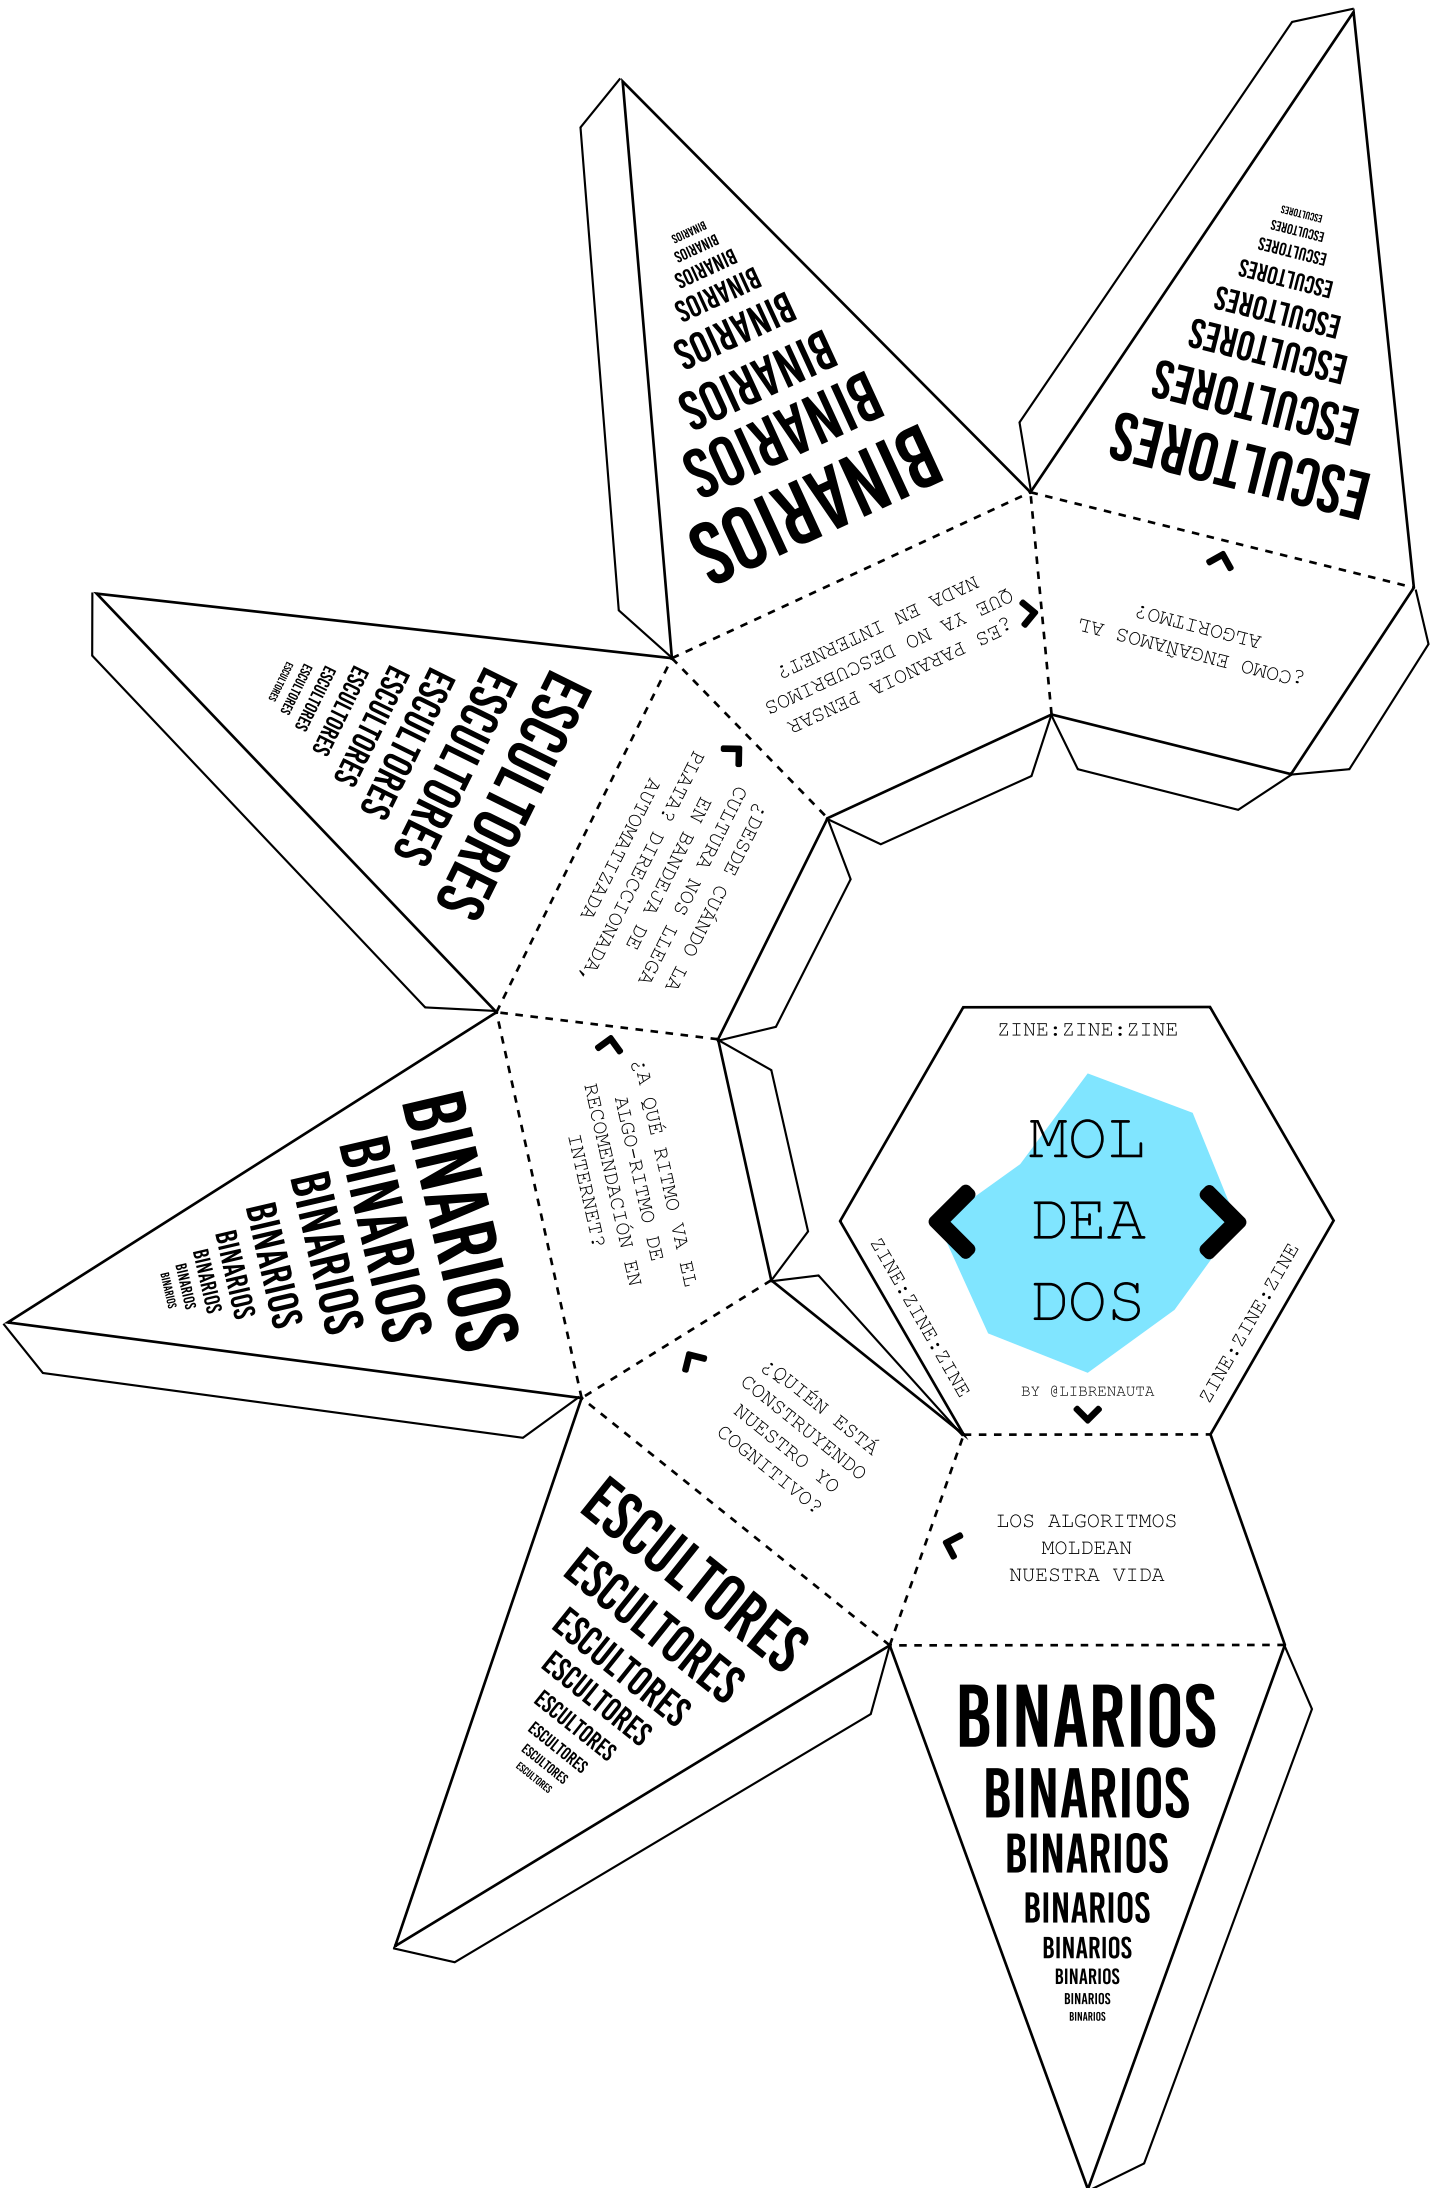 ZINE:ZINE:ZINE
MOL
DEA
DOS
ZINE:ZINE:ZINE
ZINE:ZINE:ZINE
BY @LIBRENAUTA
LOS ALGORITMOS
MOLDEAN
NUESTRA VIDA
BINARIOS
BINARIOS
BINARIOS
BINARIOS
BINARIOS
BINARIOS
BINARIOS
BINARIOS
¿QUIÉN ESTÁ
CONSTRUYENDO
NUESTRO YO
COGNITIVO?
ESCULTORES
ESCULTORES
ESCULTORES
ESCULTORES
ESCULTORES
ESCULTORES
ESCULTORES
ESCULTORES
¿A QUÉ RITMO VA EL
ALGO-RITMO DE
RECOMENDACIÓN EN
INTERNET?
BINARIOS
BINARIOS
BINARIOS
BINARIOS
BINARIOS
BINARIOS
BINARIOS
BINARIOS
¿DESDE CUÁNDO LA
CULTURA NOS LLEGA
EN BANDEJA DE
PLATA? DIRECCIONADA,
AUTOMATIZADA
ESCULTORES
ESCULTORES
ESCULTORES
ESCULTORES
ESCULTORES
ESCULTORES
ESCULTORES
ESCULTORES
¿ES PARANOIA PENSAR
QUE YA NO DESCUBRIMOS
NADA EN INTERNET?
BINARIOS
BINARIOS
BINARIOS
BINARIOS
BINARIOS
BINARIOS
BINARIOS
BINARIOS
¿COMO ENGAÑAMOS AL
ALGORITMO?
ESCULTORES
ESCULTORES
ESCULTORES
ESCULTORES
ESCULTORES
ESCULTORES
ESCULTORES
ESCULTORES